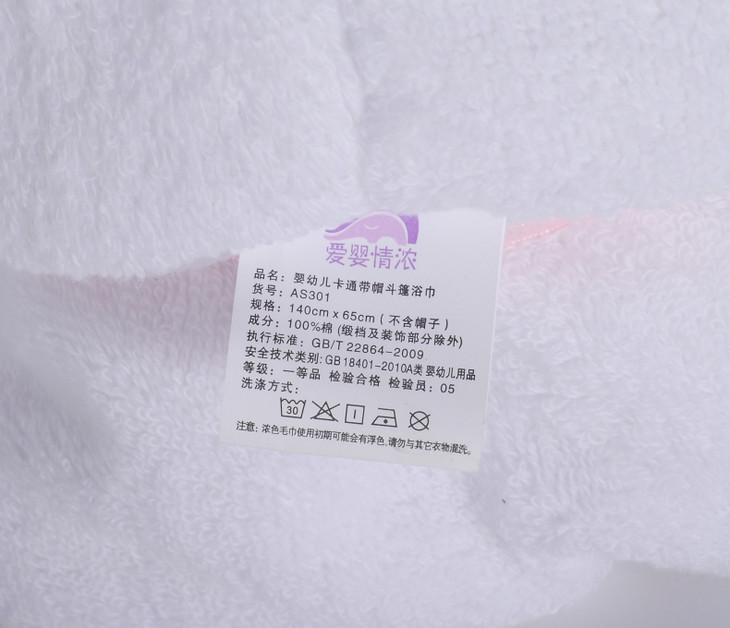 爱婴情浓
品名：婴幼儿卡通带帽斗篷浴巾
货号：AS301
规格：140cm x 65cm（不含帽子）
成分：100%棉 (缎档及装饰部分除外)
执行标准：GB/T 22864-2009
安全技术类别：GB 18401-2010A类 婴幼儿用品
等级：一等品 检验合格 检验员：05
洗涤方式：
30
注意：浓色毛巾使用初期可能会有浮色,请勿与其它衣物混洗。